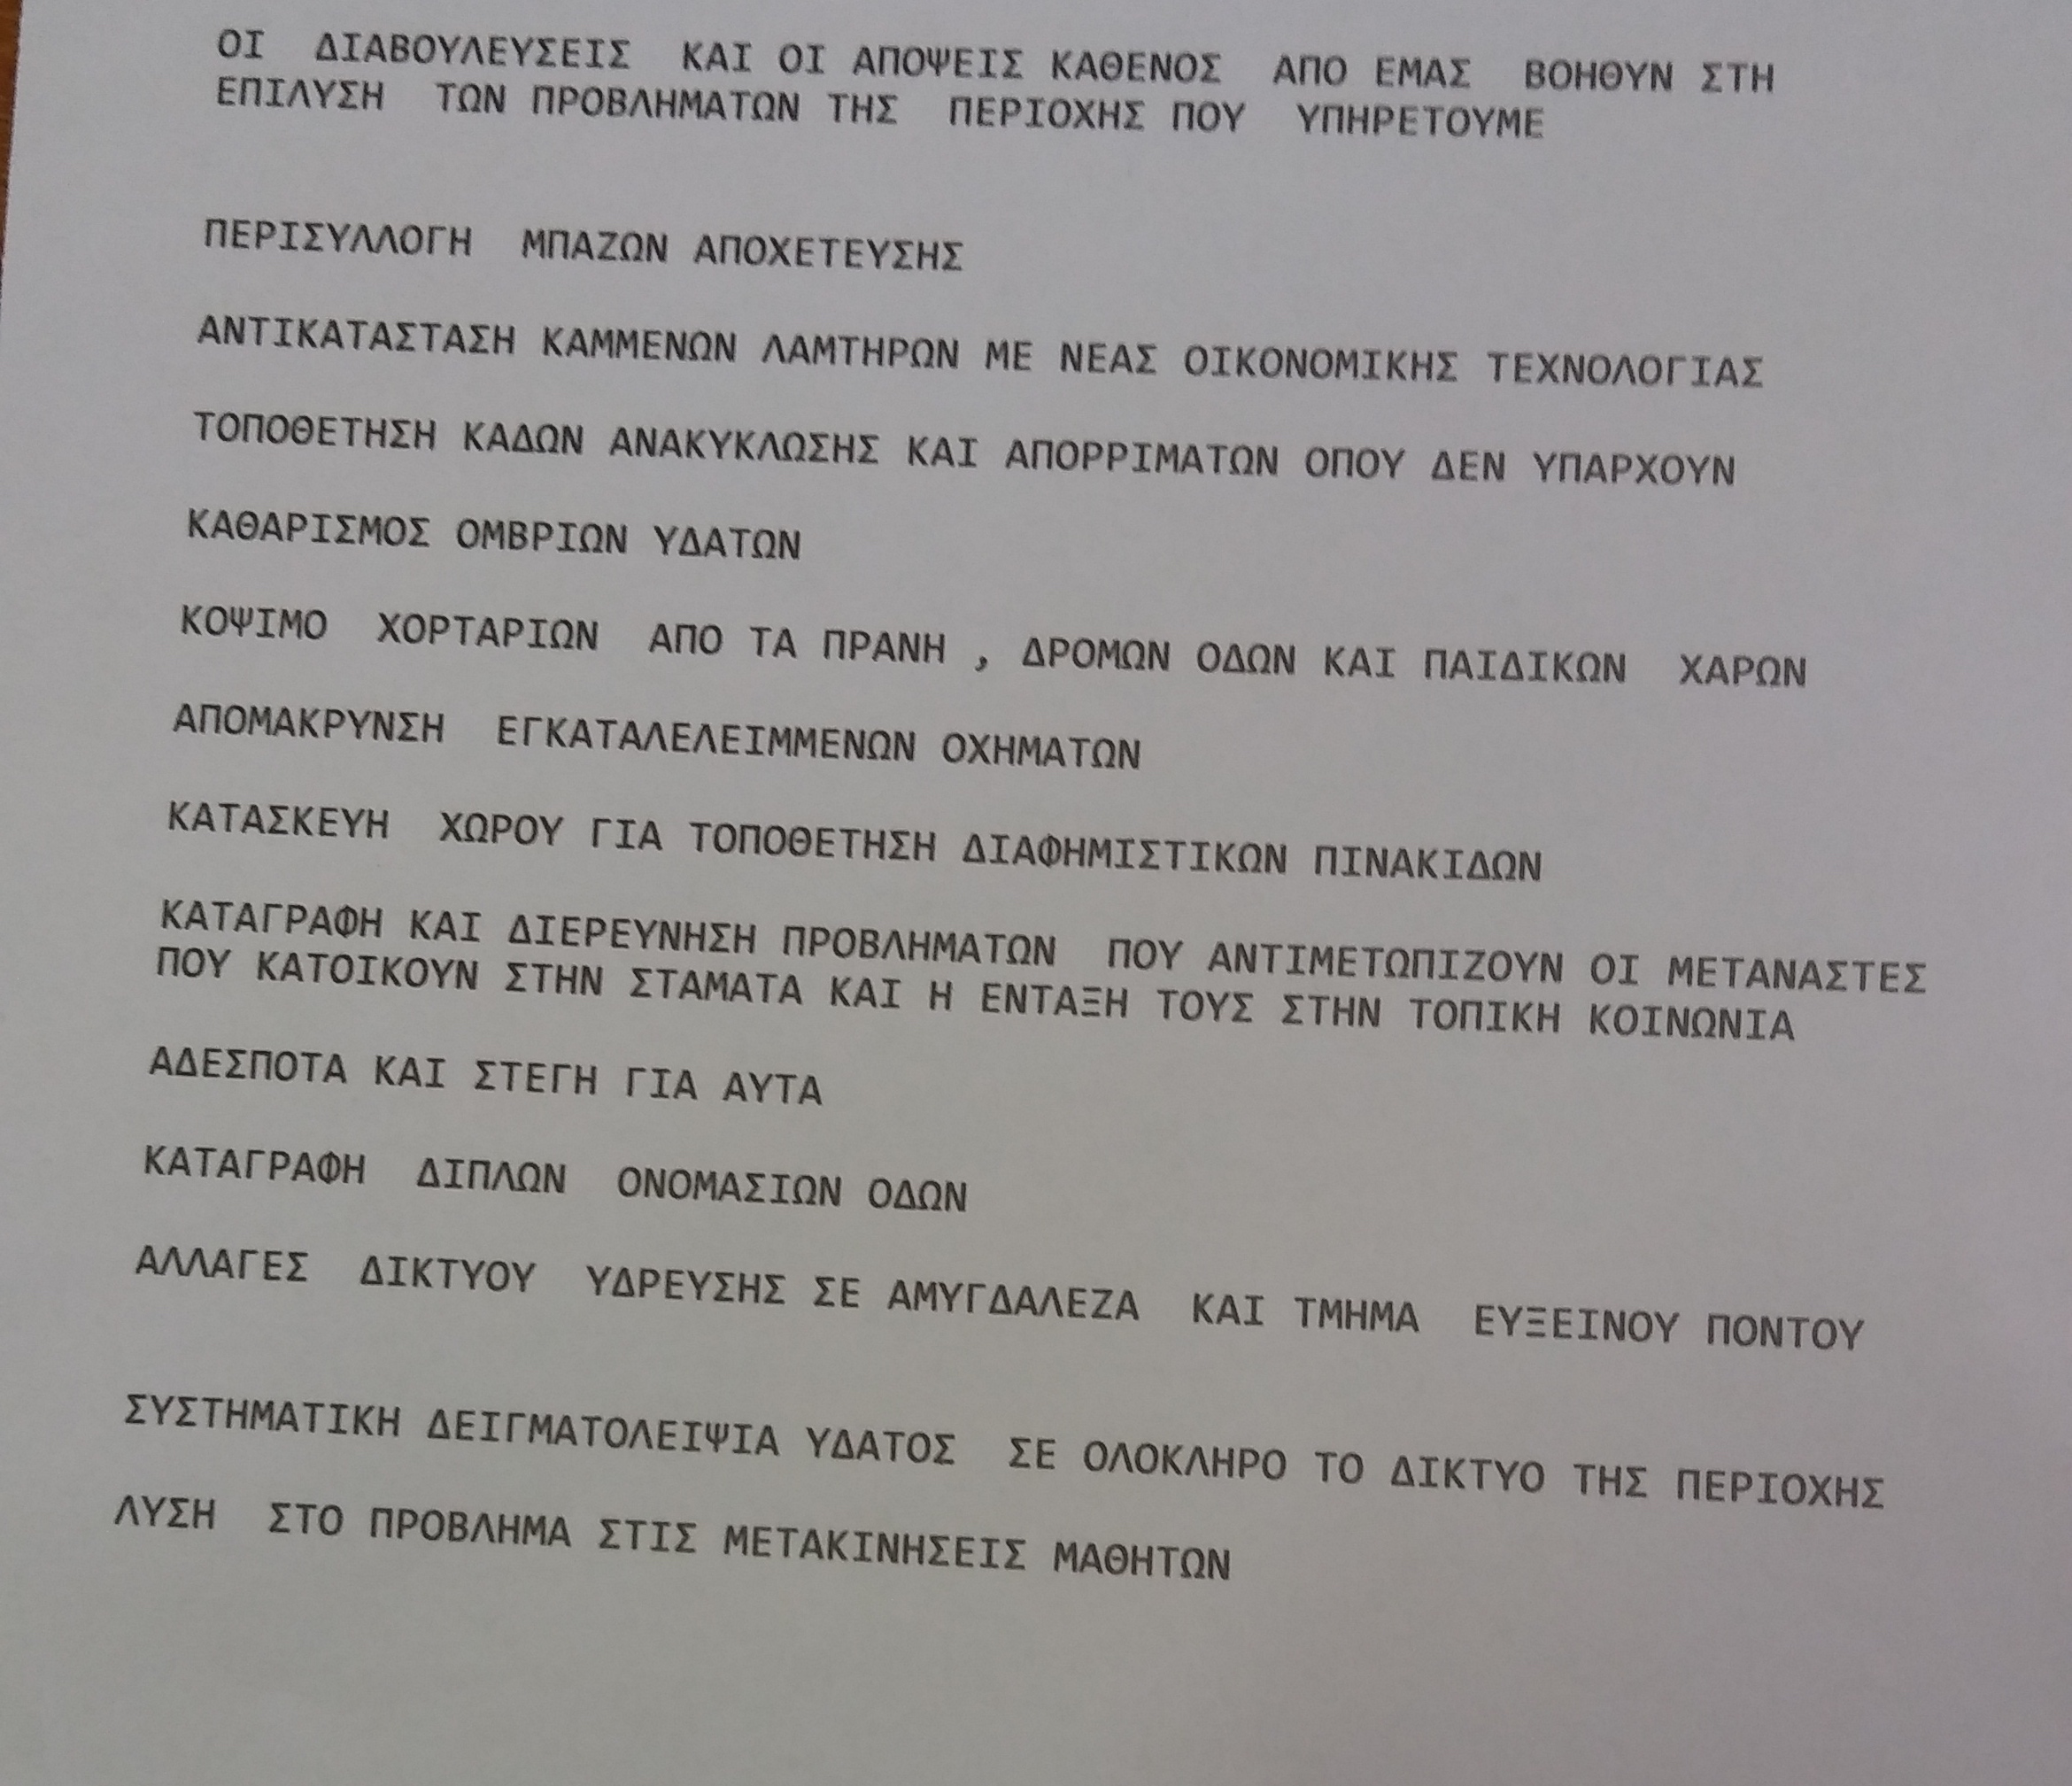 ΟΙ ΔΙΑΒΟΥΛΕΥΣΕΙΣ ΚΑΙ ΟΙ ΑΠΟΨΕΙΣ ΚΑΘΕΝΟΣ ΑΠΟ ΕΜΑΣ ΒΟΗΘΥΝ ΣΤΗ
ΕΠΙΛΥΣΗ ΤΩΝ ΠΡΟΒΛΗΜΑΤΩΝ ΤΗΣ ΠΕΡΙΟΧΗΣ ΠΟΥ ΥΠΗΡΕΤΟΥΜΕ
ΠΕΡΙΣΥΛΛΟΓΗ ΜΠΑΖΩΝ ΑΠΟΧΕΤΕΥΣΗΣ
ΑΝΤΙΚΑΤΑΣΤΑΣΗ ΚΑΜΜΕΝΩΝ ΛΑΜΤΗΡΩΝ ΜΕ ΝΕΑΣ ΟΙΚΟΝΟΜΙΚΗΣ ΤΕΧΝΟΛΟΓΙΑΣ
ΤΟΠΟΘΕΤΗΣΗ ΚΑΔΩΝ ΑΝΑΚΥΚΛΩΣΗΣ ΚΑΙ ΑΠΟΡΡΙΜΑΤΩΝ ΟΠΟΥ ΔΕΝ ΥΠΑΡΧΟΥΝ
ΚΑΘΑΡΙΣΜΟΣ ΟΜΒΡΙΩΝ ΥΔΑΤΩΝ
ΚΟΨΙΜΟ ΧΟΡΤΑΡΙΩΝ ΑΠΟ ΤΑ ΠΡΑΝΗ , ΔΡΟΜΩΝ ΟΔΩΝ ΚΑΙ ΠΑΙΔΙΚΩΝ ΧΑΡΩΝ
ΑΠΟΜΑΚΡΥΝΣΗ ΕΓΚΑΤΑΛΕΛΕΙΜΜΕΝΩΝ ΟΧΗΜΑΤΩΝ
ΚΑΤΑΣΚΕΥΗ ΧΩΡΟΥ ΓΙΑ ΤΟΠΟΘΕΤΗΣΗ ΔΙΑΦΗΜΙΣΤΙΚΩΝ ΠΙΝΑΚΙΔΩΝ
ΚΑΤΑΓΡΑΦΗ ΚΑΙ ΔΙΕΡΕΥΝΗΣΗ ΠΡΟΒΛΗΜΑΤΩΝ ΠΟΥ ΑΝΤΙΜΕΤΩΠΙΖΟΥΝ ΟΙ ΜΕΤΑΝΑΣΤΕΣ
ΠΟΥ ΚΑΤΟΙΚΟΥΝ ΣΤΗΝ ΣΤΑΜΑΤΑ ΚΑΙ Η ΕΝΤΑΞΗ ΤΟΥΣ ΣΤΗΝ ΤΟΠΙΚΗ ΚΟΙΝΩΝΙΑ
ΑΔΕΣΠΟΤΑ ΚΑΙ ΣΤΕΓΗ ΓΙΑ ΑΥΤΑ
ΚΑΤΑΓΡΑΦΗ ΔΙΠΛΩΝ ΟΝΟΜΑΣΙΩΝ ΟΔΩΝ
ΑΛΛΑΓΕΣ ΔΙΚΤΥΟΥ ΥΔΡΕΥΣΗΣ ΣΕ ΑΜΥΓΔΑΛΕΖΑ ΚΑΙ ΤΜΗΜΑ ΕΥΞΕΙΝΟΥ ΠΟΝΤΟΥ
ΣΥΣΤΗΜΑΤΙΚΗ ΔΕΙΓΜΑΤΟΛΕΙΨΙΑ ΥΔΑΤΟΣ ΣΕ ΟΛΟΚΛΗΡΟ ΤΟ ΔΙΚΤΥΟ ΤΗΣ ΠΕΡΙΟΧΗΣ
ΛΥΣΗ ΣΤΟ ΠΡΟΒΛΗΜΑ ΣΤΙΣ ΜΕΤΑΚΙΝΗΣΕΙΣ ΜΑΘΗΤΩΝ